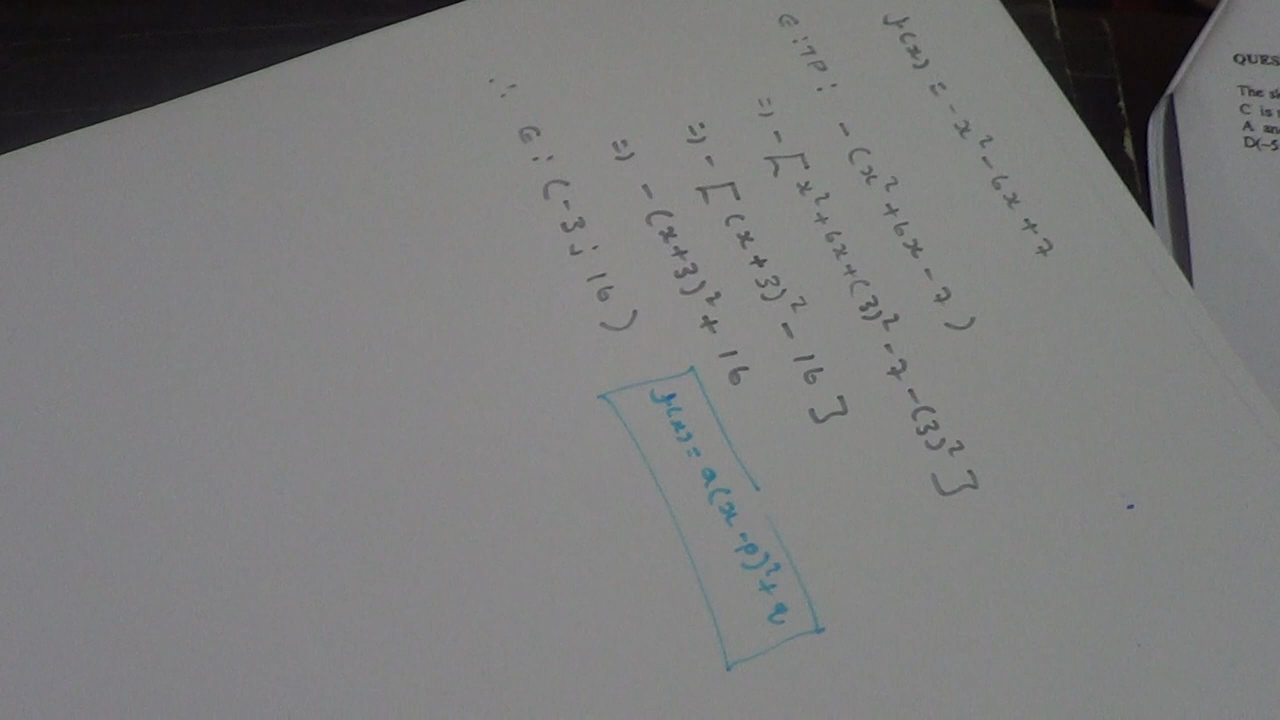 y(x) = -x² - 6x + 7
E: TP: -(x² + 6x - 7)
=> -[x² + 6x + (3)² - 7 - (3)²]
=> -[(x+3)² - 16]
=> -(x+3)² + 16
∴ E: (-3; 16)
y(x) = a(x-p)² + q
QUES
The sk
C is
A an
D(-5